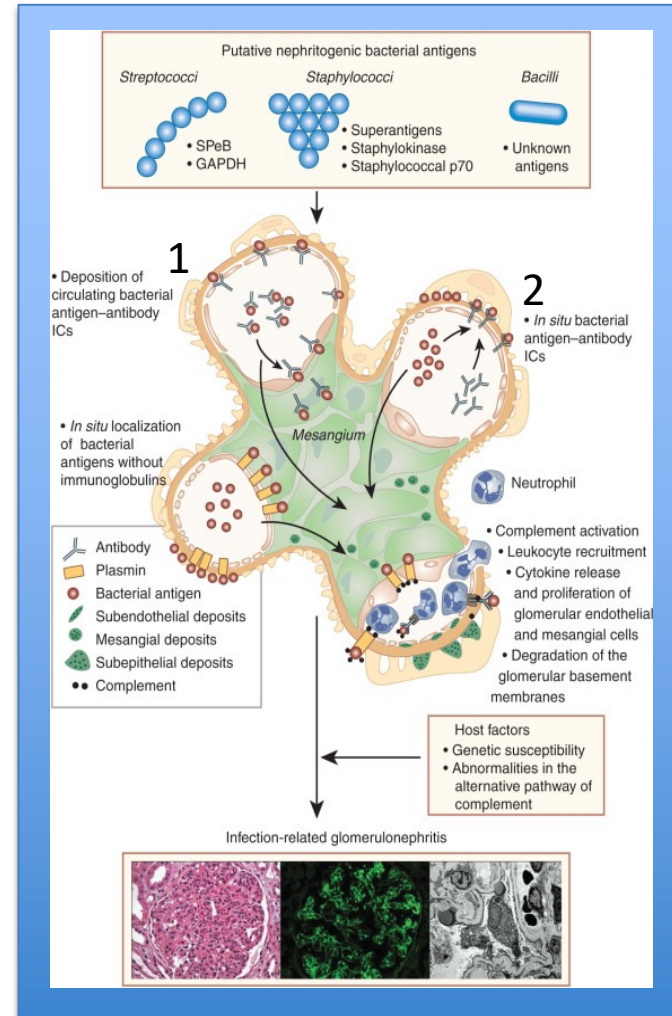 Putative nephritogenic bacterial antigens
Streptococci
Staphylococci
Bacilli
• SPeB
• GAPDH
• Superantigens
• Staphylokinase
• Staphylococcal p70
• Unknown
antigens
1
• Deposition of
circulating bacterial
antigen–antibody
ICs
2
• In situ bacterial
antigen–antibody
ICs
Mesangium
• In situ localization
of bacterial
antigens without
immunoglobulins
Neutrophil
• Complement activation
• Leukocyte recruitment
• Cytokine release
and proliferation of
glomerular endothelial
and mesangial cells
• Degradation of the
glomerular basement
membranes
Antibody
Plasmin
Bacterial antigen
Subendothelial deposits
Mesangial deposits
Subepithelial deposits
Complement
Host factors
• Genetic susceptibility
• Abnormalities in the
alternative pathway of
complement
Infection-related glomerulonephritis